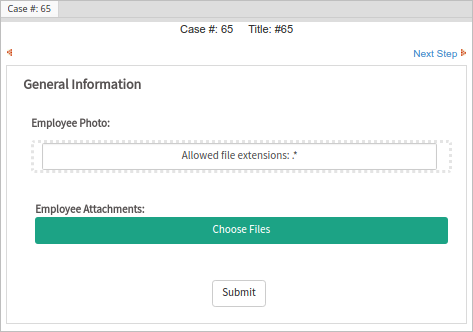 Case #: 65
Case #: 65 Title: #65
Next Step
General Information
Employee Photo:
Allowed file extensions: .*
Employee Attachments:
Choose Files
Submit